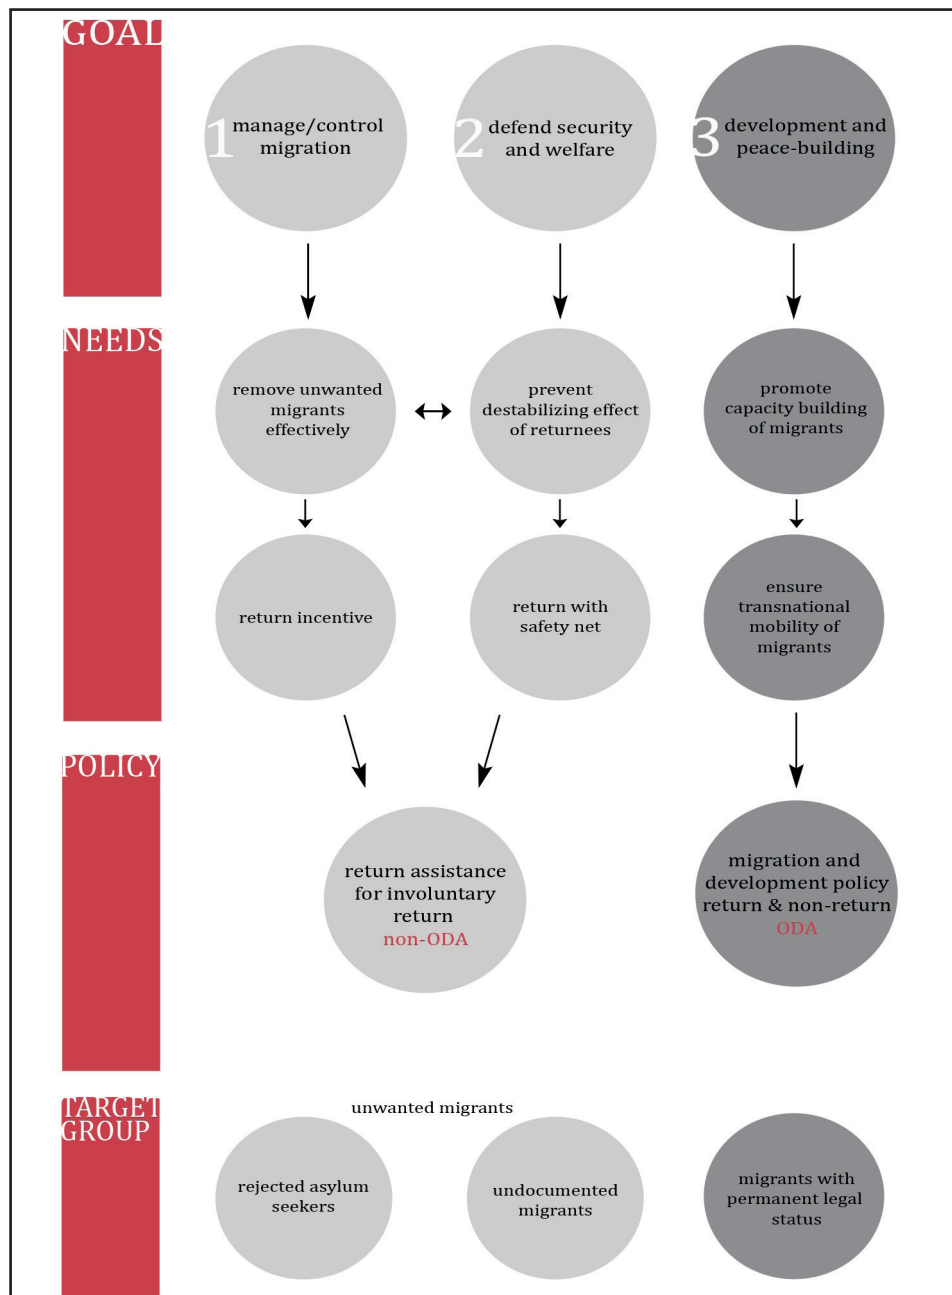 GOAL
1
manage/control
migration
2
defend security
and welfare
3
development and
peace-building
NEEDS
remove unwanted
migrants
effectively
prevent
destabilizing effect
of returnees
promote
capacity building
of migrants
return incentive
return with
safety net
ensure
transnational
mobility of
migrants
POLICY
return assistance
for involuntary
return
non-ODA
migration and
development policy
return & non-return
ODA
TARGET
GROUP
unwanted migrants
rejected asylum
seekers
undocumented
migrants
migrants with
permanent legal
status